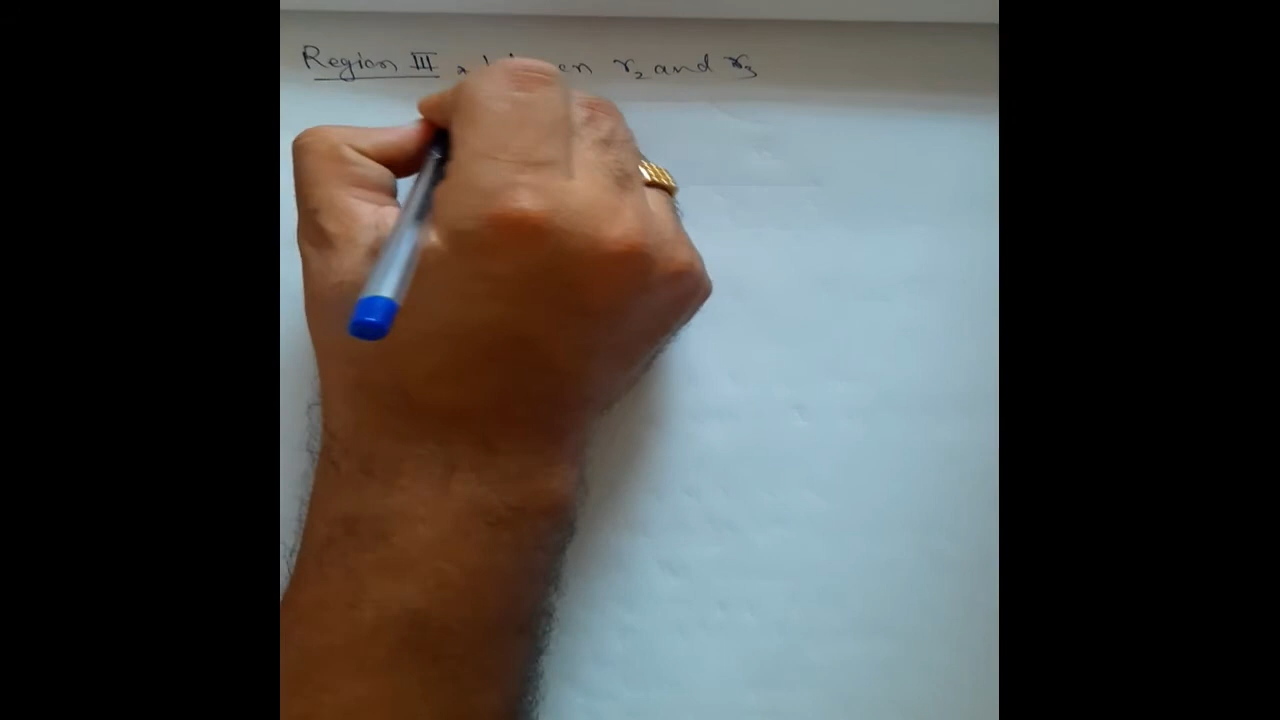 Region III r₂ and r₃